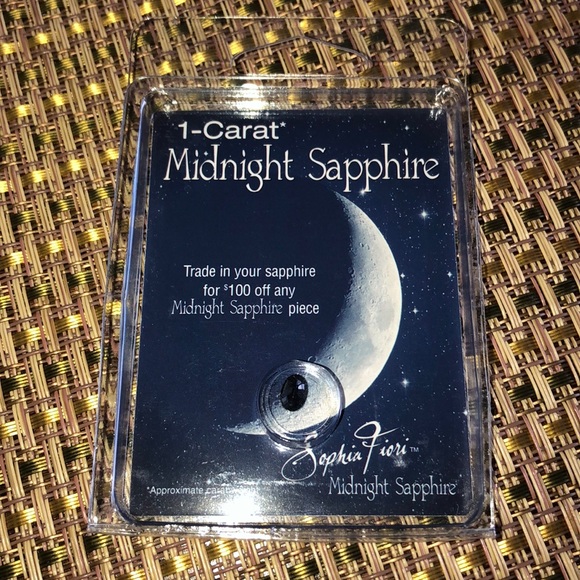 1-Carat*
Midnight Sapphire
Trade in your sapphire
for $100 off any
Midnight Sapphire piece
Sophia Fiori™
Midnight Sapphire
*Approximate carat